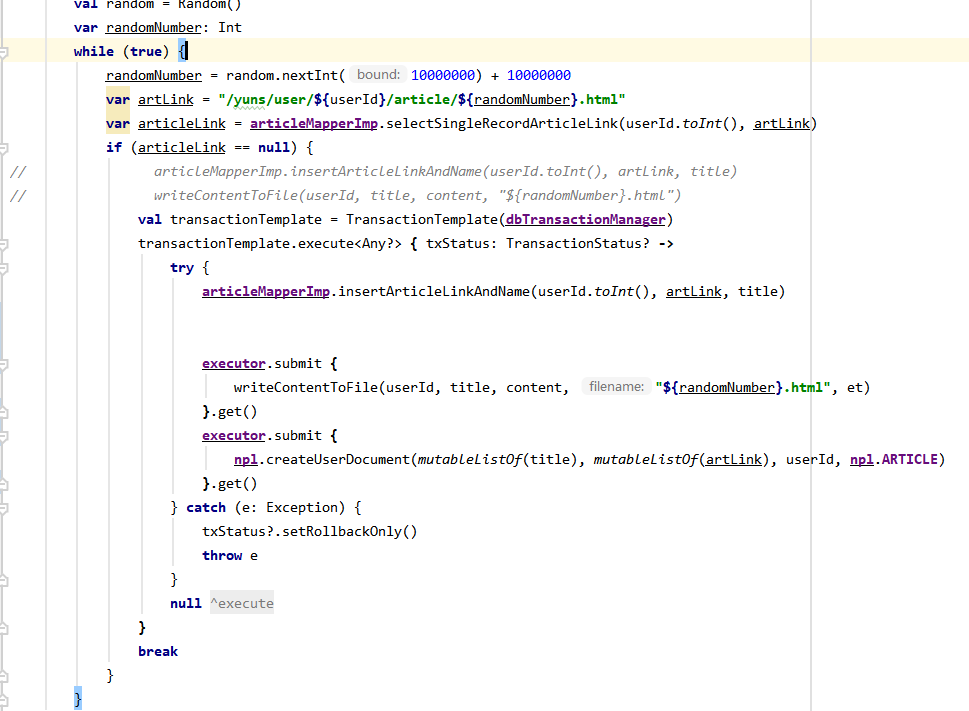 val random = Random()
var randomNumber: Int
while (true) {
randomNumber = random.nextInt( bound: 10000000) + 10000000
var artLink = "/yuns/user/${userId}/article/${randomNumber}.html"
var articleLink = articleMapperImp.selectSingleRecordArticleLink(userId.toInt(), artLink)
if (articleLink == null) {
// articleMapperImp.insertArticleLinkAndName(userId.toInt(), artLink, title)
// writeContentToFile(userId, title, content, "${randomNumber}.html")
val transactionTemplate = TransactionTemplate(dbTransactionManager)
transactionTemplate.execute<Any?> { txStatus: TransactionStatus? ->
try {
articleMapperImp.insertArticleLinkAndName(userId.toInt(), artLink, title)
executor.submit {
writeContentToFile(userId, title, content, filename: "${randomNumber}.html", et)
}.get()
executor.submit {
npl.createUserDocument(mutableListOf(title), mutableListOf(artLink), userId, npl.ARTICLE)
}.get()
} catch (e: Exception) {
txStatus?.setRollbackOnly()
throw e
}
null ^execute
}
break
}
}